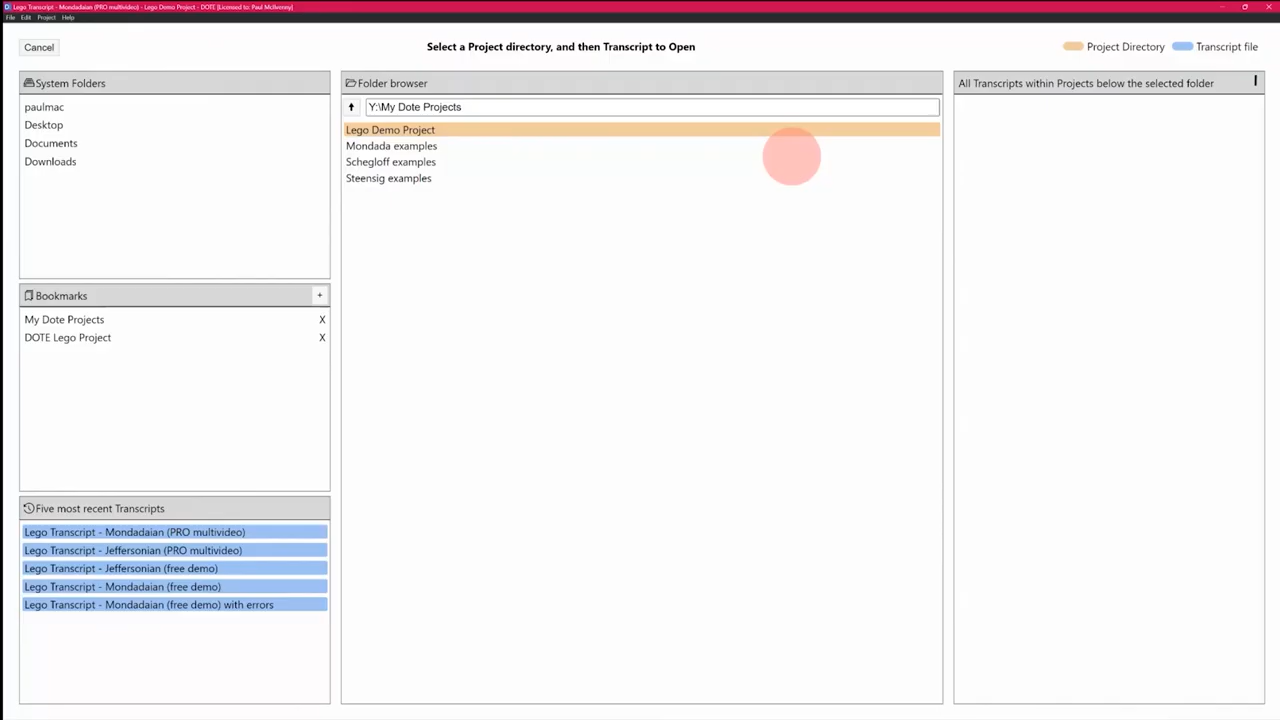 Lego Transcript - Mondadaian (PRO multivideo) - Lego Demo Project - DOTE [Licensed to: Paul McIlvenny]
File Edit Project Help
Cancel
Select a Project directory, and then Transcript to Open
Project Directory
Transcript file
System Folders
paulmac
Desktop
Documents
Downloads
Bookmarks
+
My Dote Projects X
DOTE Lego Project X
Five most recent Transcripts
Lego Transcript - Mondadaian (PRO multivideo)
Lego Transcript - Jeffersonian (PRO multivideo)
Lego Transcript - Jeffersonian (free demo)
Lego Transcript - Mondadaian (free demo)
Lego Transcript - Mondadaian (free demo) with errors
Folder browser
Y:\My Dote Projects
Lego Demo Project
Mondada examples
Schegloff examples
Steensig examples
All Transcripts within Projects below the selected folder